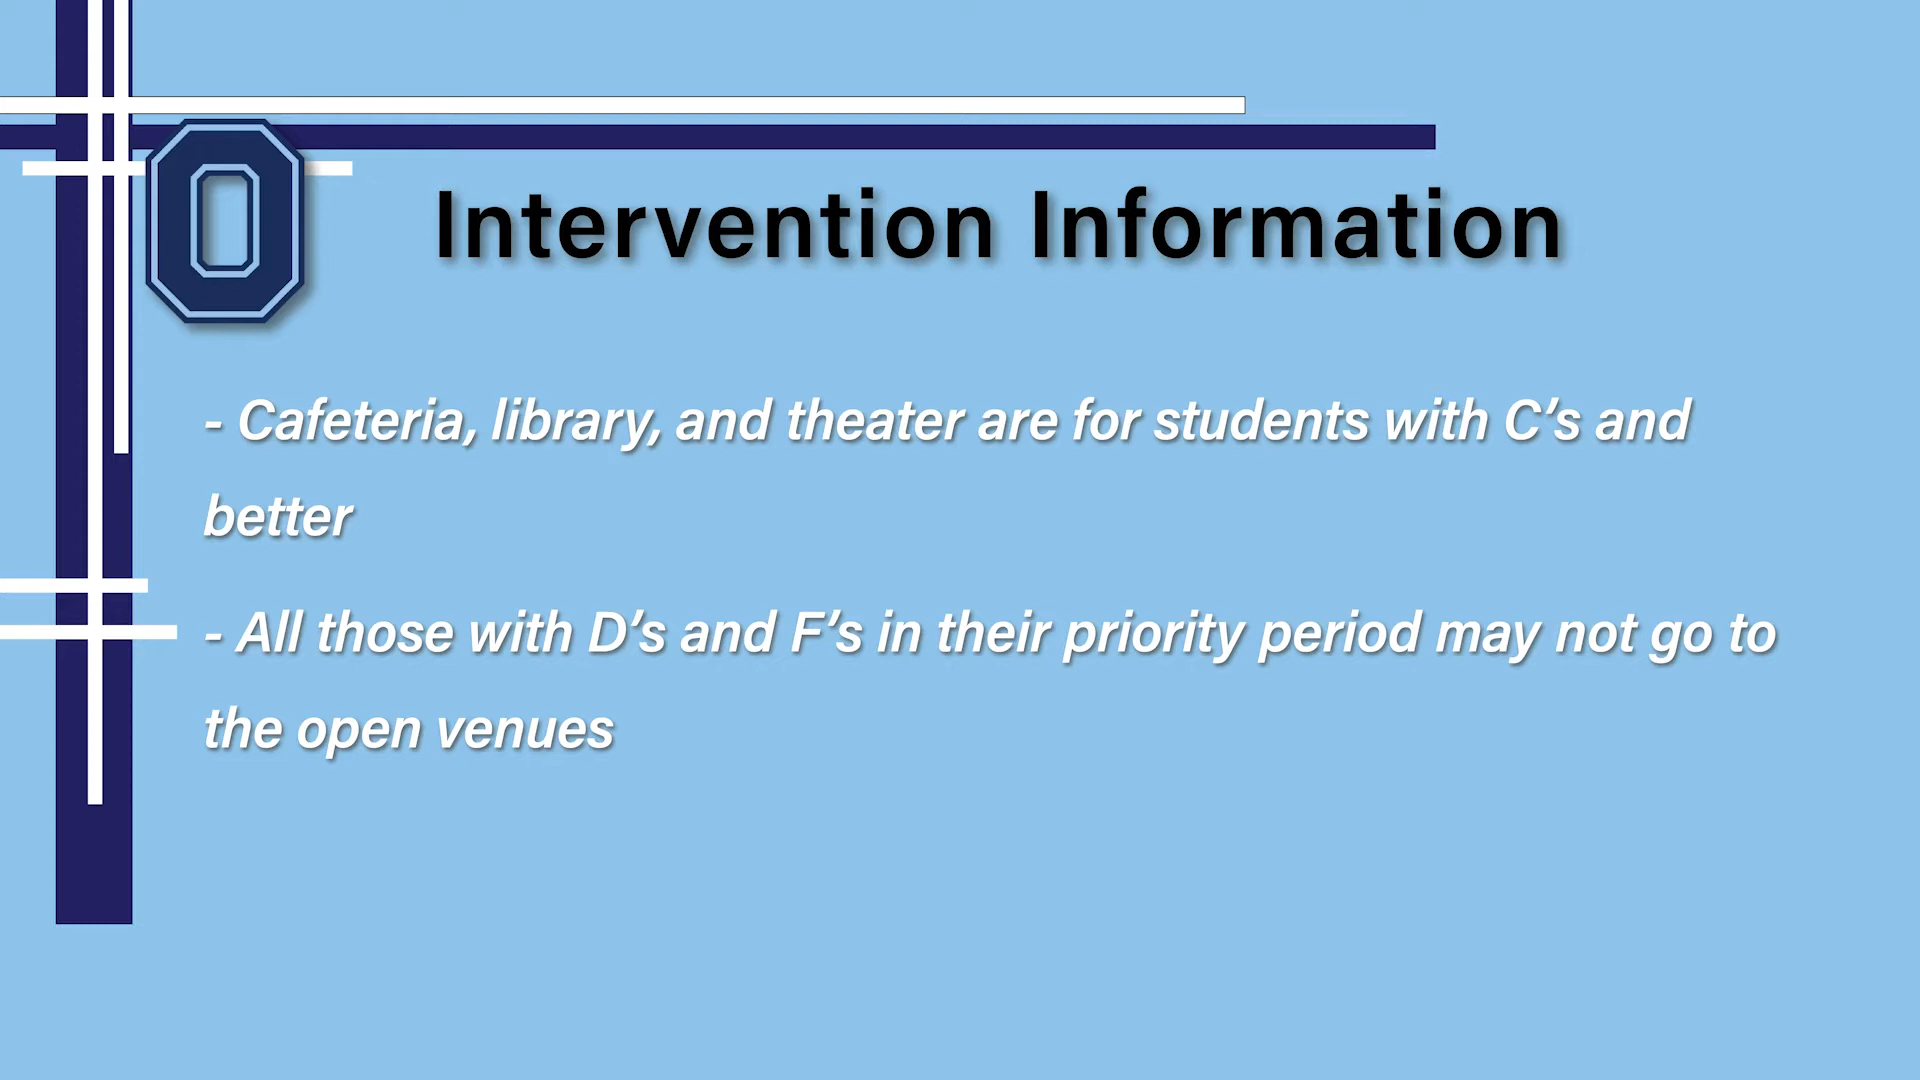 O
Intervention Information
- Cafeteria, library, and theater are for students with C’s and
better
- All those with D’s and F’s in their priority period may not go to
the open venues